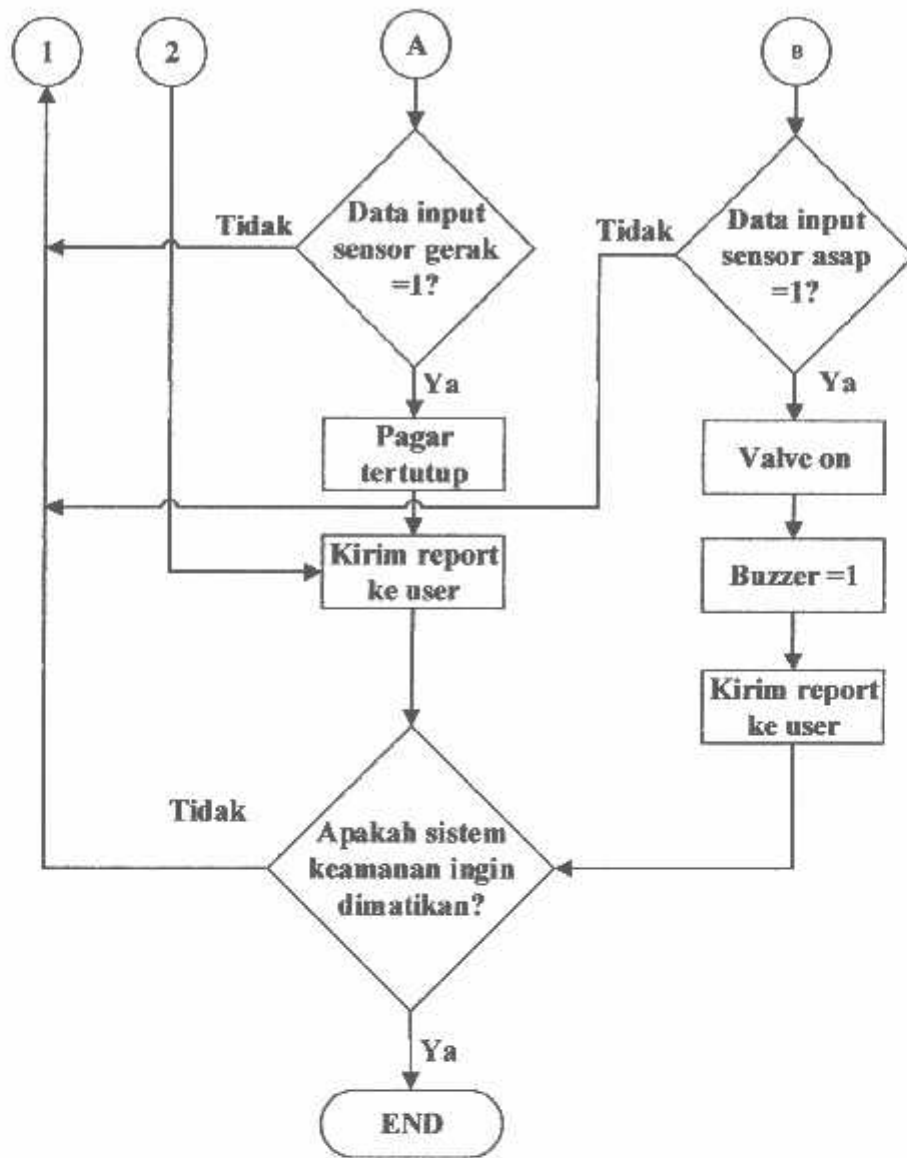 1
2
A
B
Tidak
Data input
sensor gerak
=1?
Tidak
Data input
sensor asap
=1?
Ya
Ya
Pagar
tertutup
Valve on
Kirim report
ke user
Buzzer =1
Kirim report
ke user
Tidak
Apakah sistem
keamanan ingin
dimatikan?
Ya
END